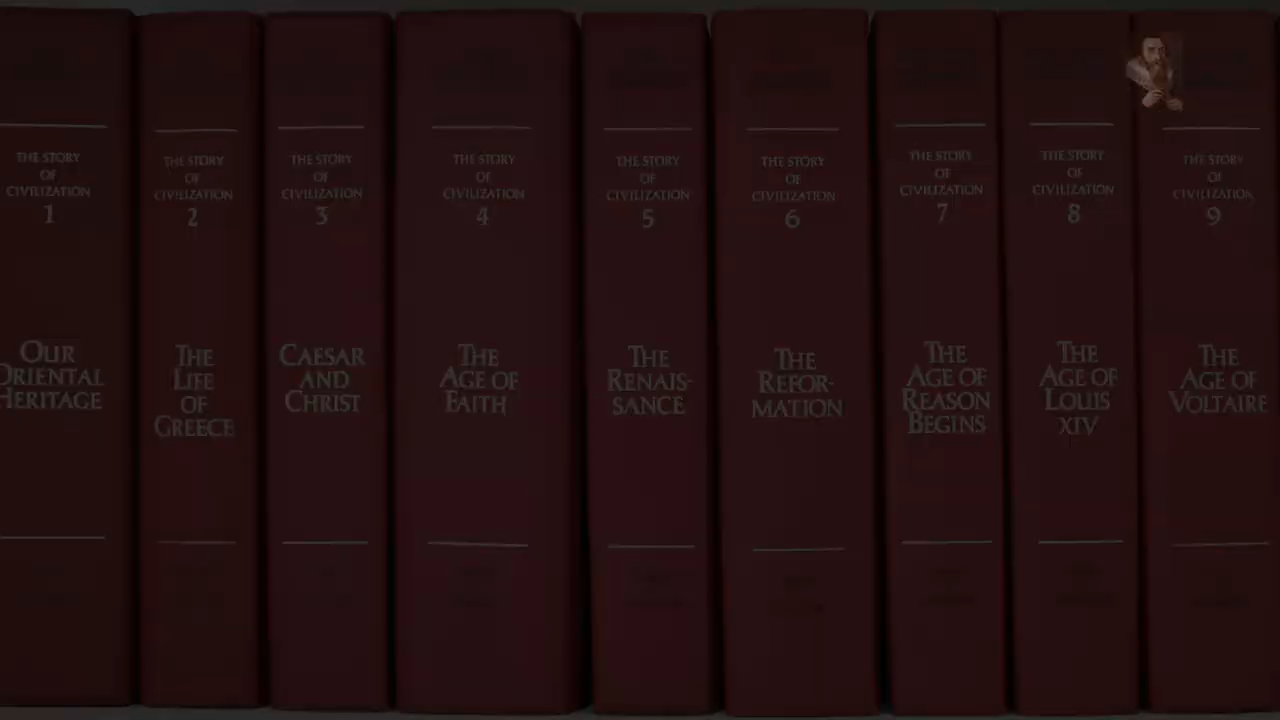 THE STORY
OF
CIVILIZATION
1
OUR
ORIENTAL
HERITAGE
THE STORY
OF
CIVILIZATION
2
THE
LIFE
OF
GREECE
THE STORY
OF
CIVILIZATION
3
CAESAR
AND
CHRIST
THE STORY
OF
CIVILIZATION
4
THE
AGE OF
FAITH
THE STORY
OF
CIVILIZATION
5
THE
RENAIS-
SANCE
THE STORY
OF
CIVILIZATION
6
THE
REFOR-
MATION
THE STORY
OF
CIVILIZATION
7
THE
AGE OF
REASON
BEGINS
THE STORY
OF
CIVILIZATION
8
THE
AGE OF
LOUIS
XIV
THE STORY
OF
CIVILIZATION
9
THE
AGE OF
VOLTAIRE